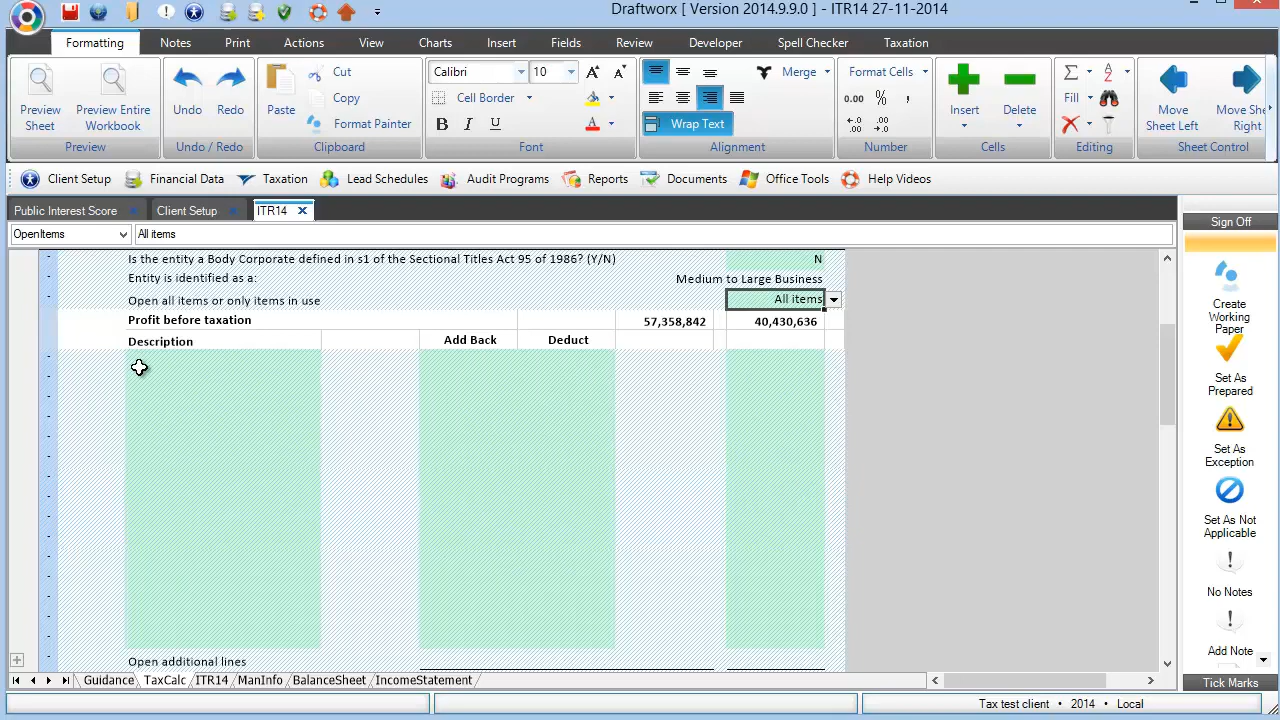 Draftworx [ Version 2014.9.9.0 ] - ITR14 27-11-2014
Formatting Notes Print Actions View Charts Insert Fields Review Developer Spell Checker Taxation
Preview Sheet
Preview Entire Workbook
Preview
Undo Redo
Undo / Redo
Paste
Cut
Copy
Format Painter
Clipboard
Calibri 10
Cell Border
B I U
Font
Merge
Wrap Text
Alignment
Format Cells
0.00 % ,
Number
Insert Delete
Cells
Fill
Editing
Move Sheet Left
Move She Right
Sheet Control
Client Setup Financial Data Taxation Lead Schedules Audit Programs Reports Documents Office Tools Help Videos
Public Interest Score Client Setup ITR14
OpenItems All items
Is the entity a Body Corporate defined in s1 of the Sectional Titles Act 95 of 1986? (Y/N) N
Entity is identified as a: Medium to Large Business
Open all items or only items in use All items
Profit before taxation 57,358,842 40,430,636
Description Add Back Deduct
Open additional lines
Guidance TaxCalc ITR14 ManInfo BalanceSheet IncomeStatement
Sign Off
Create
Working
Paper
Set As
Prepared
Set As
Exception
Set As Not
Applicable
No Notes
Add Note
Tick Marks
Tax test client • 2014 • Local